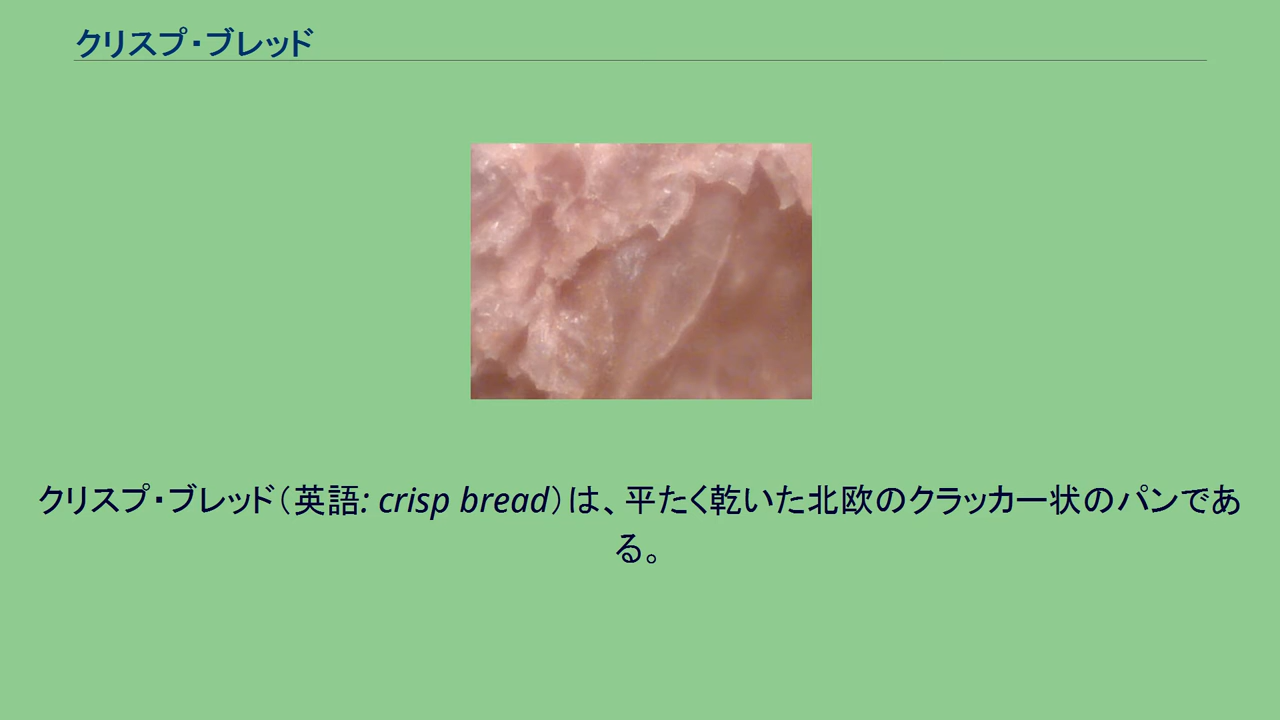 クリスプ・ブレッド
クリスプ・ブレッド(英語: crisp bread)は、平たく乾いた北欧のクラッカー状のパンであ
る。